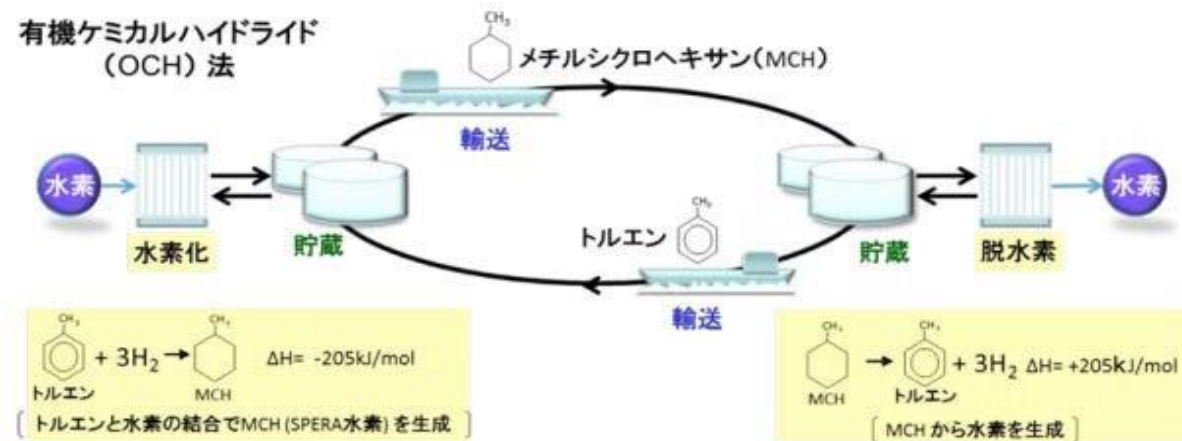 有機ケミカルハイドライド
（OCH）法
CH₃
メチルシクロヘキサン（MCH）
輸送
水素
水素化
貯蔵
CH₃
トルエン
輸送
貯蔵
脱水素
水素
CH₃ CH₃
+ 3H₂ → ΔH= -205kJ/mol
トルエン MCH
［トルエンと水素の結合でMCH (SPERA水素) を生成］
CH₃ CH₃
→ + 3H₂ ΔH= +205kJ/mol
MCH トルエン
［MCH から水素を生成］